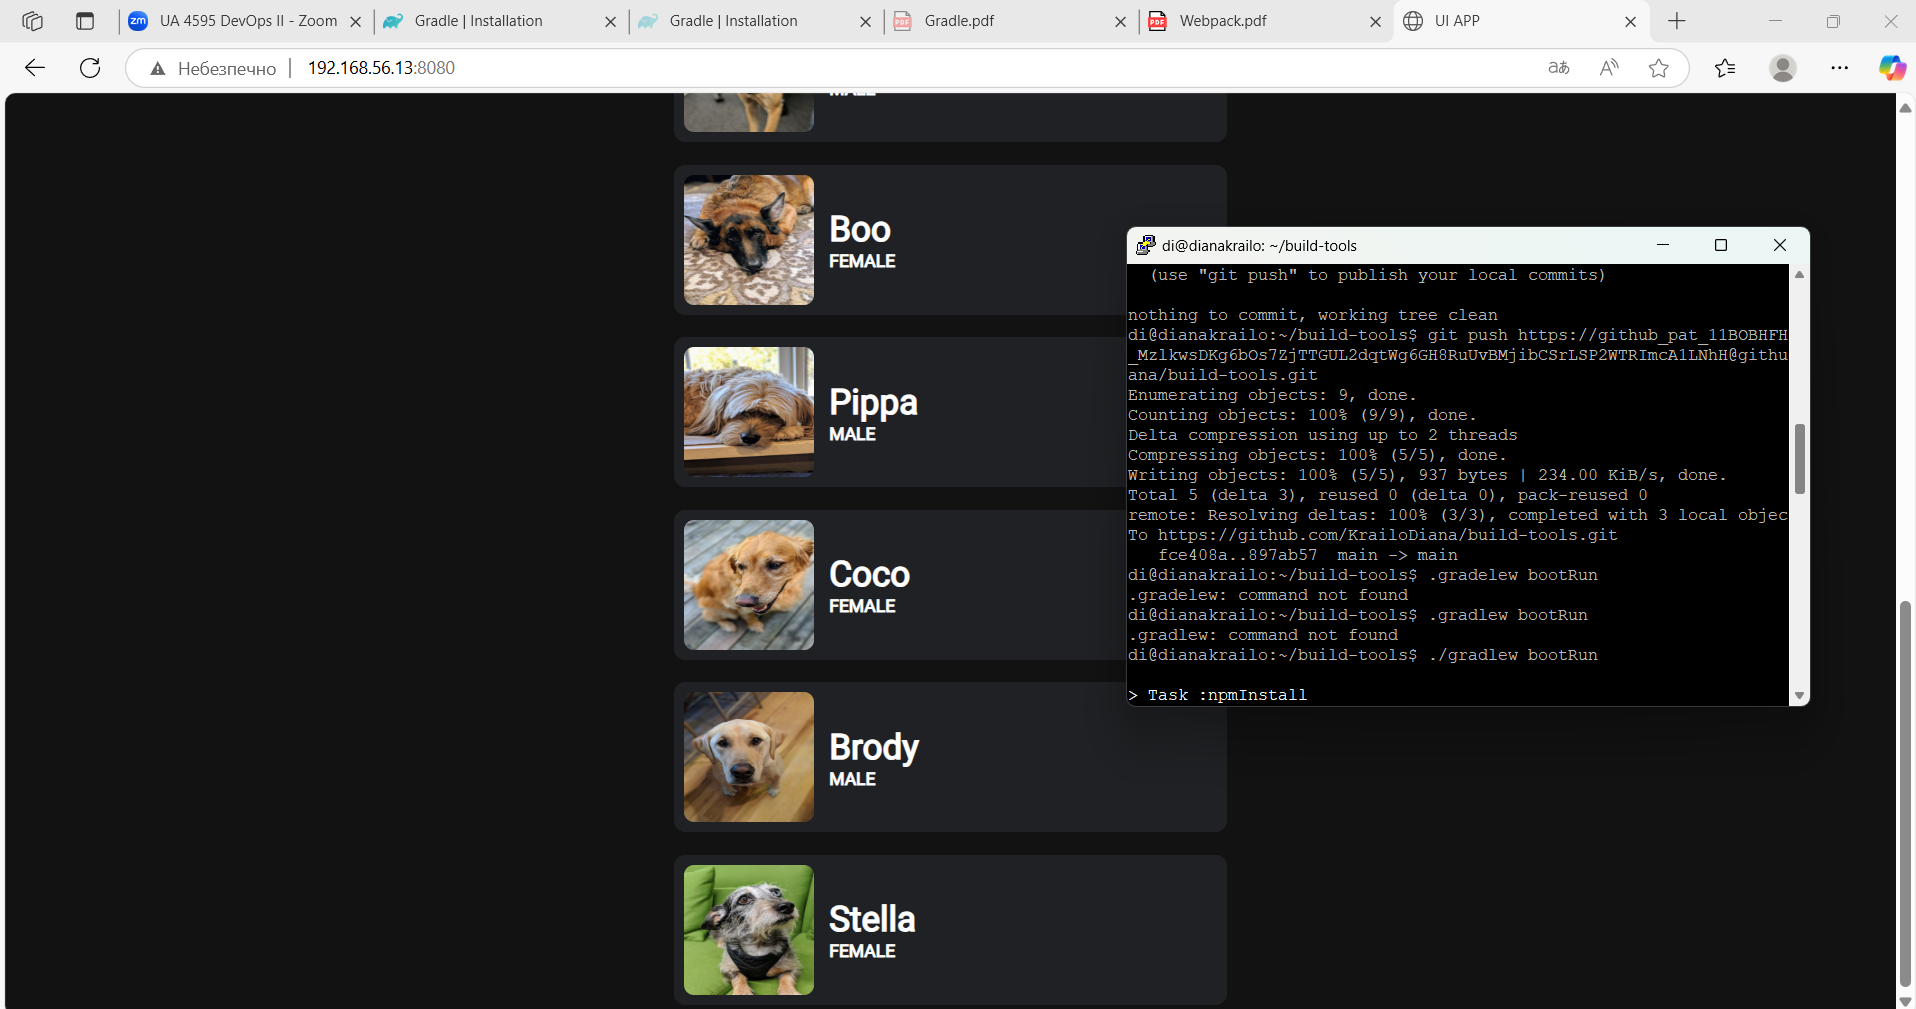 UA 4595 DevOps II - Zoom
Gradle | Installation
Gradle | Installation
Gradle.pdf
Webpack.pdf
UI APP
Небезпечно
192.168.56.13:8080
Boo
FEMALE
Pippa
MALE
Coco
FEMALE
Brody
MALE
Stella
FEMALE
di@dianakrailo: ~/build-tools
(use "git push" to publish your local commits)
nothing to commit, working tree clean
di@dianakrailo:~/build-tools$ git push https://github_pat_11BOBHFH
_MzlkwsDKg6bOs7ZjTTGUL2dqtWg6GH8RuUvBMjibCSrLSP2WTRImcA1LNhH@githu
ana/build-tools.git
Enumerating objects: 9, done.
Counting objects: 100% (9/9), done.
Delta compression using up to 2 threads
Compressing objects: 100% (5/5), done.
Writing objects: 100% (5/5), 937 bytes | 234.00 KiB/s, done.
Total 5 (delta 3), reused 0 (delta 0), pack-reused 0
remote: Resolving deltas: 100% (3/3), completed with 3 local objec
To https://github.com/KrailoDiana/build-tools.git
fce408a..897ab57  main -> main
di@dianakrailo:~/build-tools$ .gradelew bootRun
.gradelew: command not found
di@dianakrailo:~/build-tools$ .gradlew bootRun
.gradlew: command not found
di@dianakrailo:~/build-tools$ ./gradlew bootRun
> Task :npmInstall